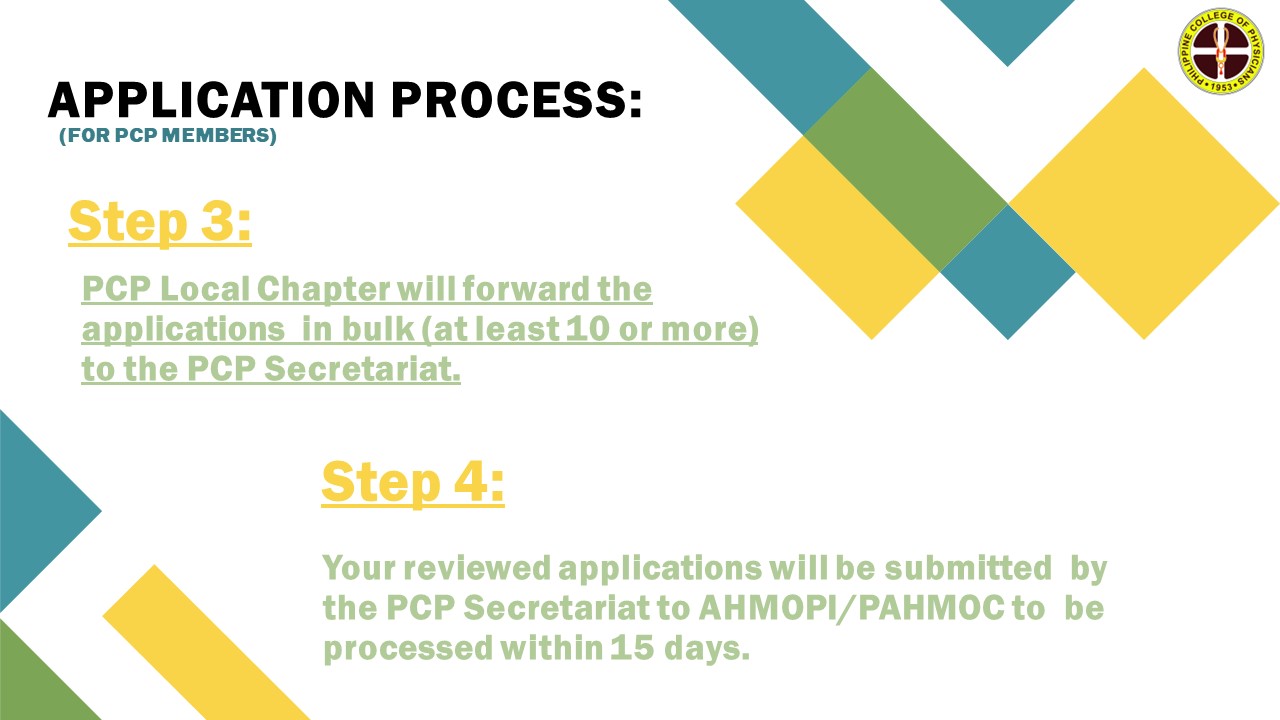 PHILIPPINE COLLEGE OF PHYSICIANS
• 1953 •
APPLICATION PROCESS:
(FOR PCP MEMBERS)
Step 3:
PCP Local Chapter will forward the
applications  in bulk (at least 10 or more)
to the PCP Secretariat.
Step 4:
Your reviewed applications will be submitted  by
the PCP Secretariat to AHMOPI/PAHMOC to  be
processed within 15 days.